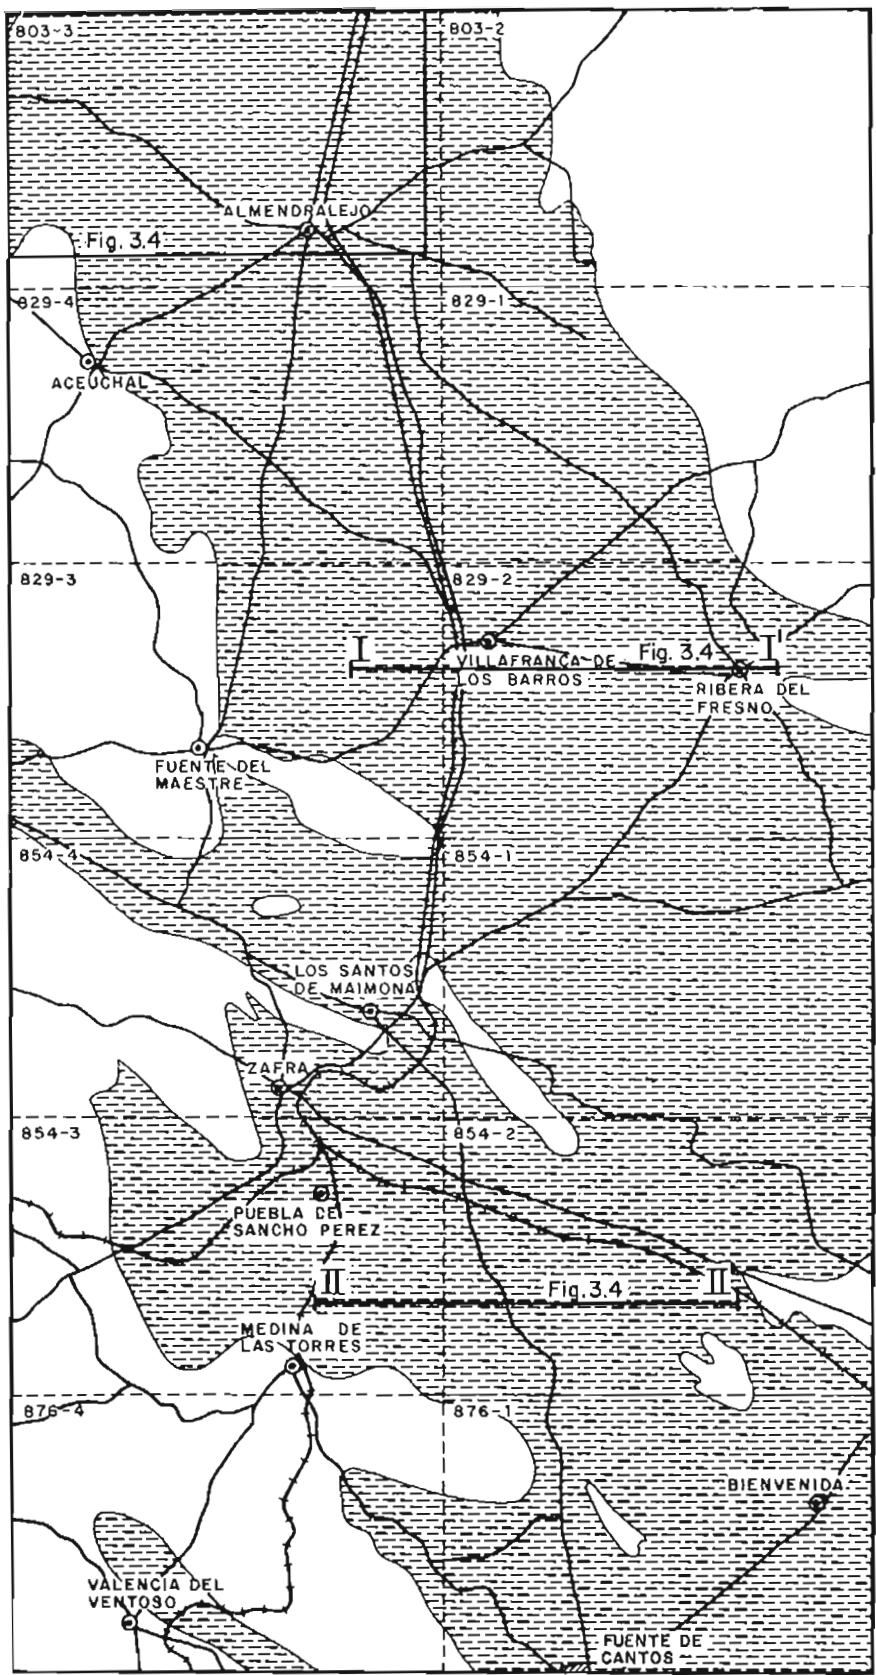 803-3
803-2
ALMENDRALEJO
Fig. 3.4
829-4
829-1
ACEUCHAL
829-3
829-2
I
I'
Fig. 3.4
VILLAFRANCA DE
LOS BARROS
RIBERA DEL
FRESNO
FUENTE DEL
MAESTRE
854-4
854-1
LOS SANTOS
DE MAIMONA
ZAFRA
854-3
854-2
PUEBLA DE
SANCHO PEREZ
II
II'
Fig. 3.4
MEDINA DE
LAS TORRES
876-4
876-1
BIENVENIDA
VALENCIA DEL
VENTOSO
FUENTE DE
CANTOS